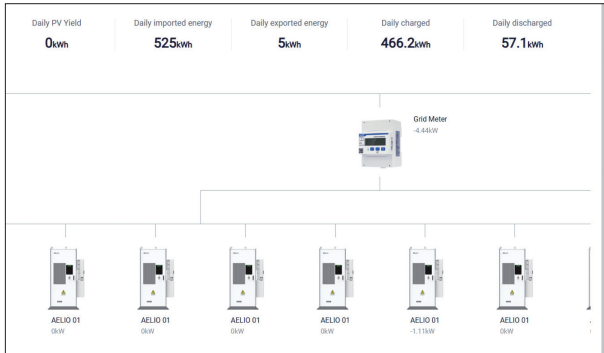 Daily PV Yield Daily imported energy Daily exported energy Daily charged Daily discharged
0kWh 525kWh 5kWh 466.2kWh 57.1kWh
Grid Meter
-4.44kW
AELIO 01 AELIO 01 AELIO 01 AELIO 01 AELIO 01 AELIO 01
0kW 0kW 0kW 0kW -1.11kW 0kW